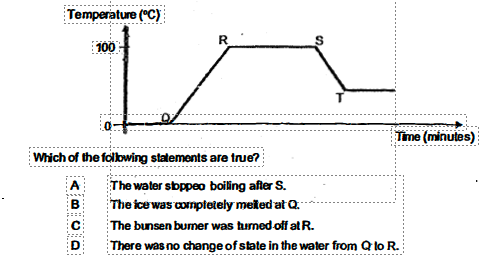 Temperature (°C)
R
S
100
T
Q
0
Time (minutes)
Which of the following statements are true?
A The water stopped boiling after S.
B The ice was completely melted at Q.
C The bunsen burner was turned off at R.
D There was no change of state in the water from Q to R.